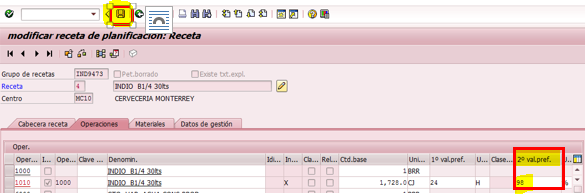 modificar receta de planificación: Receta
Grupo de recetas IND9473 Pet.borrado Existe txt.expl.
Receta 4 INDIO B1/4 30lts
Centro MC10 CERVECERIA MONTERREY
Cabecera receta Operaciones Materiales Datos de gestión
Oper.
Oper... I... Ope... Clave ... Denomin. Idi... In... Cla... Rel... Ctd.base Uni... 1º val.pref. U... Clase... 2º val.pref. U..
1000 INDIO B1/4 30lts 1 BRR
1010 1000 INDIO B1/4 30lts X 1,728.0 CJ 24 H 98 %
1 BRR